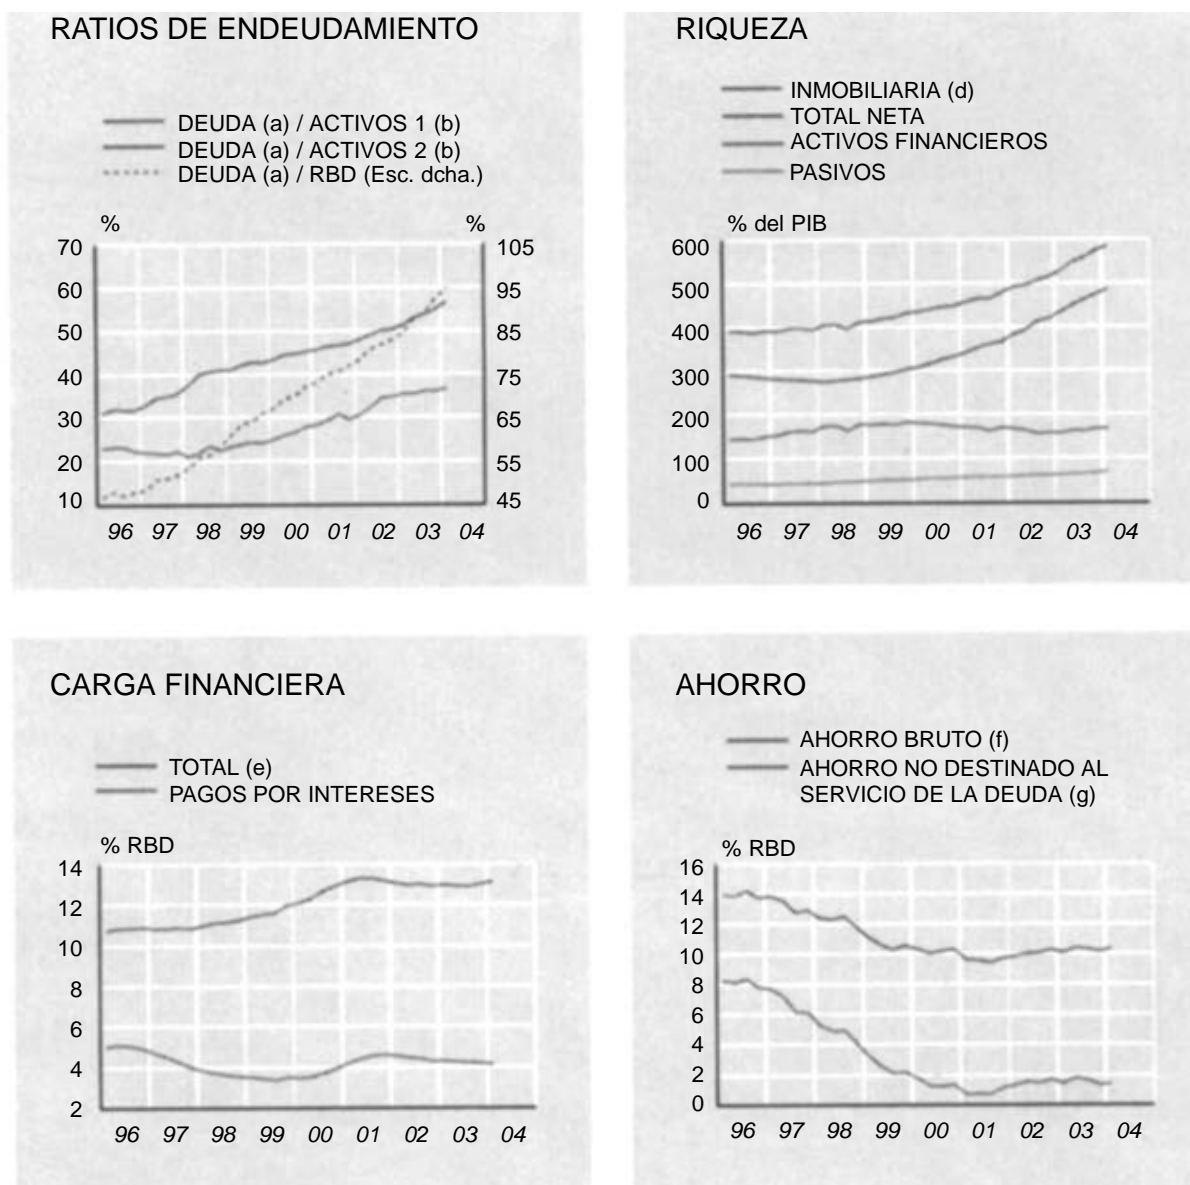 RATIOS DE ENDEUDAMIENTO
DEUDA (a) / ACTIVOS 1 (b)
DEUDA (a) / ACTIVOS 2 (b)
DEUDA (a) / RBD (Esc. dcha.)
% %
70 105
60 95
50 85
40 75
30 65
20 55
10 45
96 97 98 99 00 01 02 03 04
RIQUEZA
INMOBILIARIA (d)
TOTAL NETA
ACTIVOS FINANCIEROS
PASIVOS
% del PIB
600
500
400
300
200
100
0
96 97 98 99 00 01 02 03 04
CARGA FINANCIERA
TOTAL (e)
PAGOS POR INTERESES
% RBD
14
12
10
8
6
4
2
96 97 98 99 00 01 02 03 04
AHORRO
AHORRO BRUTO (f)
AHORRO NO DESTINADO AL
SERVICIO DE LA DEUDA (g)
% RBD
16
14
12
10
8
6
4
2
0
96 97 98 99 00 01 02 03 04